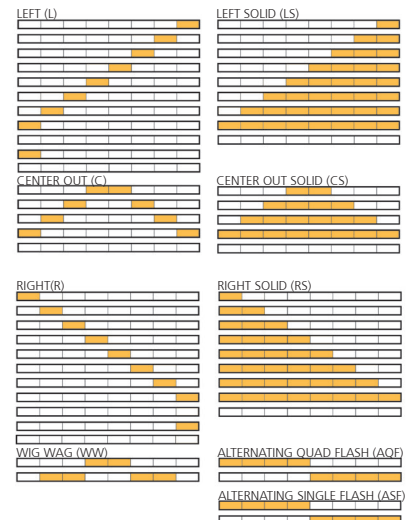 LEFT (L)
LEFT SOLID (LS)
CENTER OUT (C)
CENTER OUT SOLID (CS)
RIGHT(R)
RIGHT SOLID (RS)
WIG WAG (WW)
ALTERNATING QUAD FLASH (AQF)
ALTERNATING SINGLE FLASH (ASF)